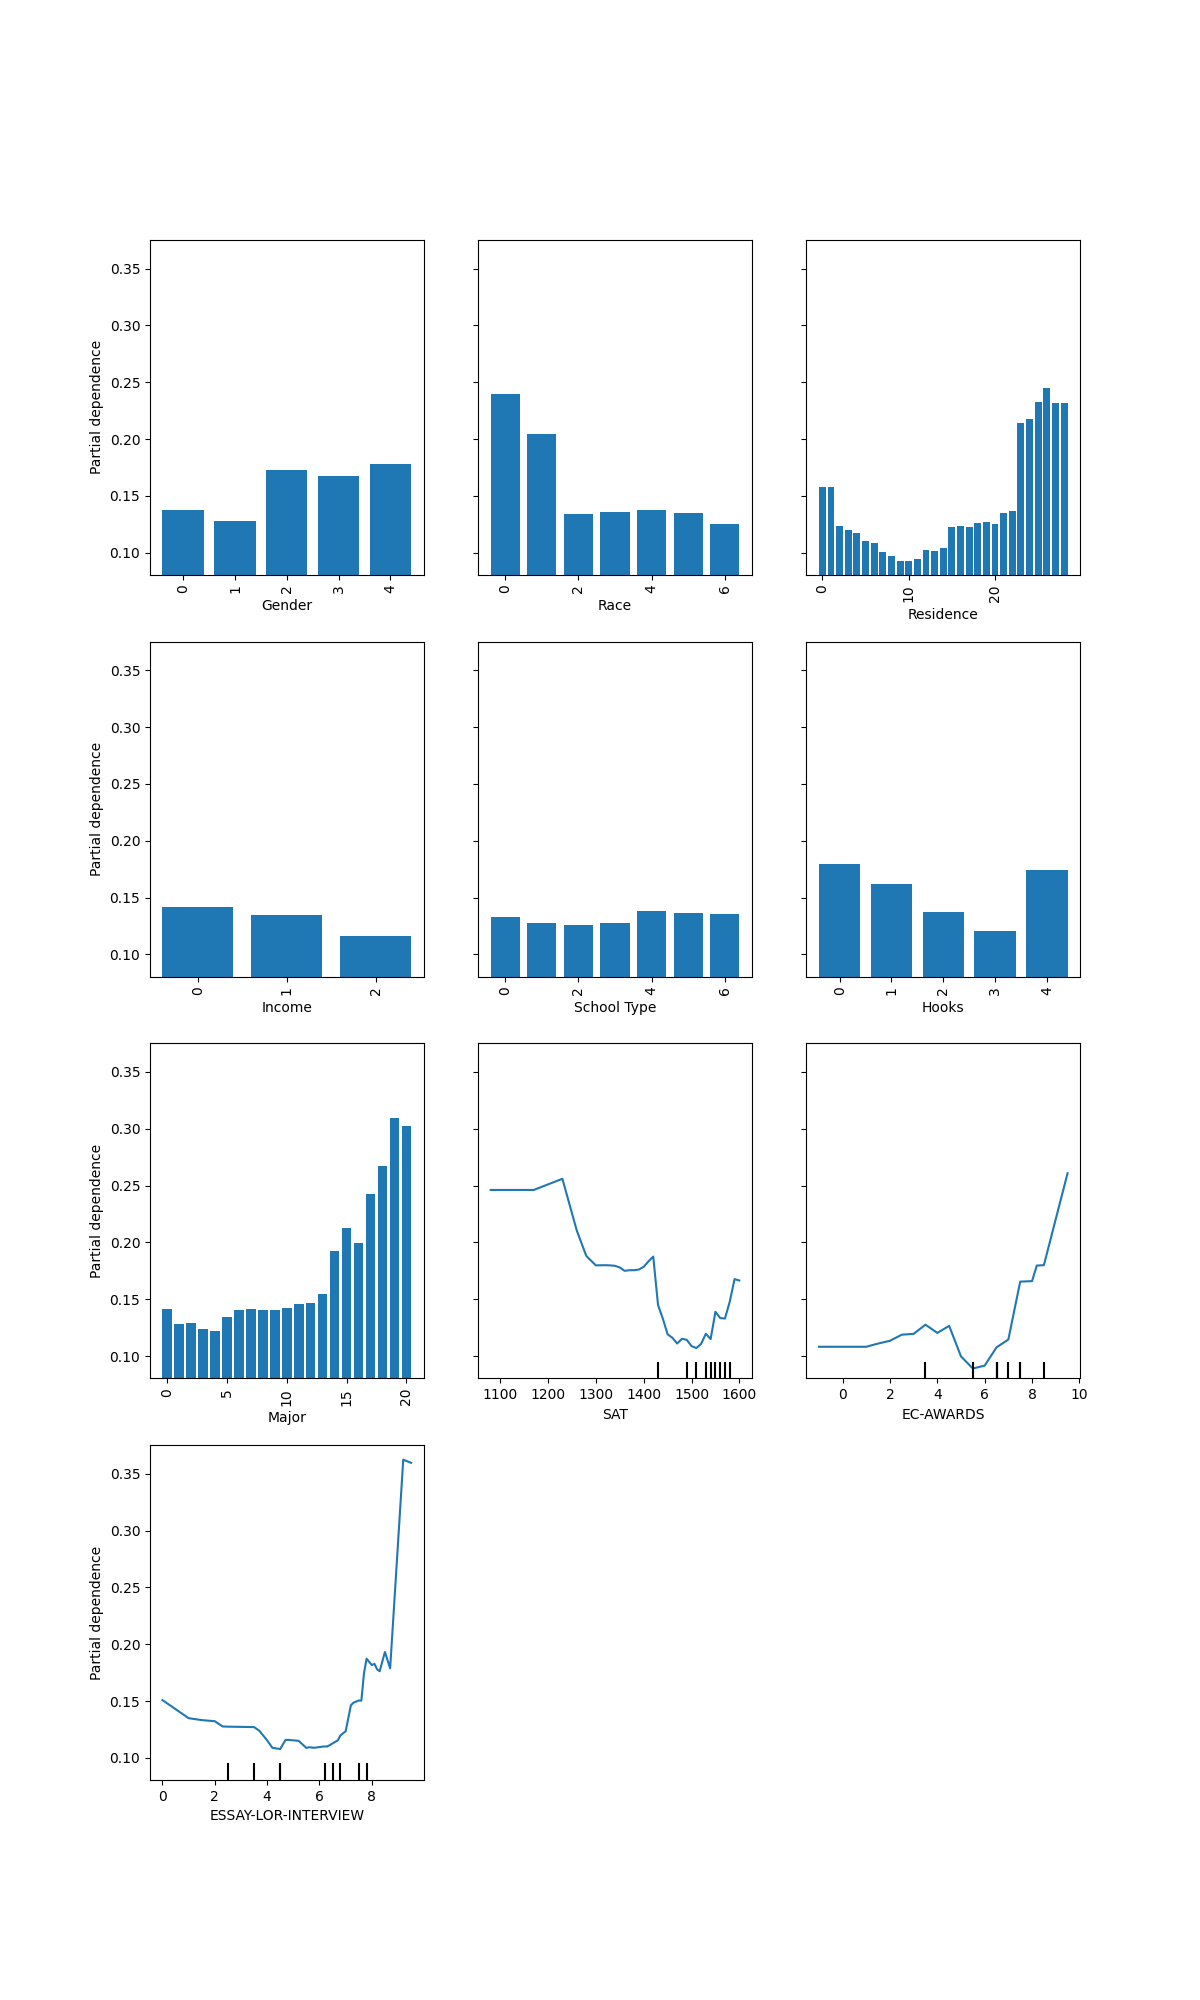 0.35
0.30
0.25
0.20
0.15
0.10
Partial dependence
0 1 2 3 4
Gender
0 2 4 6
Race
0 10 20
Residence
0.35
0.30
0.25
0.20
0.15
0.10
Partial dependence
0 1 2
Income
0 2 4 6
School Type
0 1 2 3 4
Hooks
0.35
0.30
0.25
0.20
0.15
0.10
Partial dependence
0 5 10 15 20
Major
1100 1200 1300 1400 1500 1600
SAT
0 2 4 6 8 10
EC-AWARDS
0.35
0.30
0.25
0.20
0.15
0.10
Partial dependence
0 2 4 6 8
ESSAY-LOR-INTERVIEW